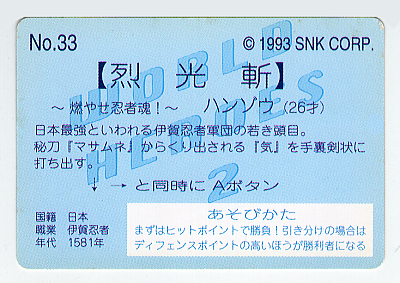 No.33
© 1993 SNK CORP.
【烈光斬】
～燃やせ忍者魂！～ ハンゾウ(26才)
日本最強といわれる伊賀忍者軍団の若き頭目。
秘刀『マサムネ』からくり出される『気』を手裏剣状に
打ち出す。
↓ → と同時に Aボタン
WORLD
HEROES
2
国籍 日本
職業 伊賀忍者
年代 1581年
あそびかた
まずはヒットポイントで勝負！引き分けの場合は
ディフェンスポイントの高いほうが勝利者になる